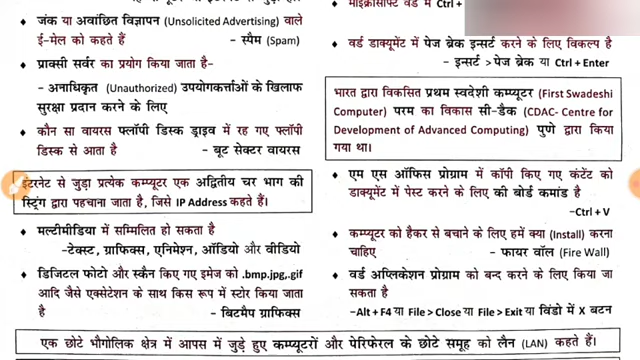 जंक या अवांछित विज्ञापन (Unsolicited Advertising) वाले
ई-मेल को कहते हैं – स्पैम (Spam)
प्राक्सी सर्वर का प्रयोग किया जाता है-
– अनाधिकृत (Unauthorized) उपयोगकर्त्ताओं के खिलाफ
सुरक्षा प्रदान करने के लिए
कौन सा वायरस फ्लॉपी डिस्क ड्राइव में रह गए फ्लॉपी
डिस्क से आता है – बूट सेक्टर वायरस
इंटरनेट से जुड़ा प्रत्येक कम्प्यूटर एक अद्वितीय चर भाग की
स्ट्रिंग द्वारा पहचाना जाता है, जिसे IP Address कहते हैं।
मल्टीमीडिया में सम्मिलित हो सकता है
–टेक्स्ट, ग्राफिक्स, एनिमेशन, ऑडियो और वीडियो
डिजिटल फोटो और स्कैन किए गए इमेज को .bmp.jpg,.gif
आदि जैसे एक्सेटेशन के साथ किस रूप में स्टोर किया जाता
है – बिटमैप ग्राफिक्स
माइक्रोसॉफ्ट वर्ड में Ctrl +
वर्ड डाक्यूमेंट में पेज ब्रेक इन्सर्ट करने के लिए विकल्प है
– इन्सर्ट > पेज ब्रेक या Ctrl + Enter
भारत द्वारा विकसित प्रथम स्वदेशी कम्प्यूटर (First Swadeshi
Computer) परम का विकास सी-डैक (CDAC- Centre for
Development of Advanced Computing) पुणे द्वारा किया
गया था।
एम एस ऑफिस प्रोग्राम में कॉपी किए गए कंटेंट को
डाक्यूमेंट में पेस्ट करने के लिए की बोर्ड कमांड है
–Ctrl + V
कम्प्यूटर को हैकर से बचाने के लिए हमें क्या (Install) करना
चाहिए – फायर वॉल (Fire Wall)
वर्ड अप्लिकेशन प्रोग्राम को बन्द करने के लिए किया जा
सकता है
–Alt + F4 या File > Close या File > Exit या विंडो में X बटन
एक छोटे भौगोलिक क्षेत्र में आपस में जुड़े हुए कम्प्यूटरों और पेरिफेरल के छोटे समूह को लैन (LAN) कहते हैं।